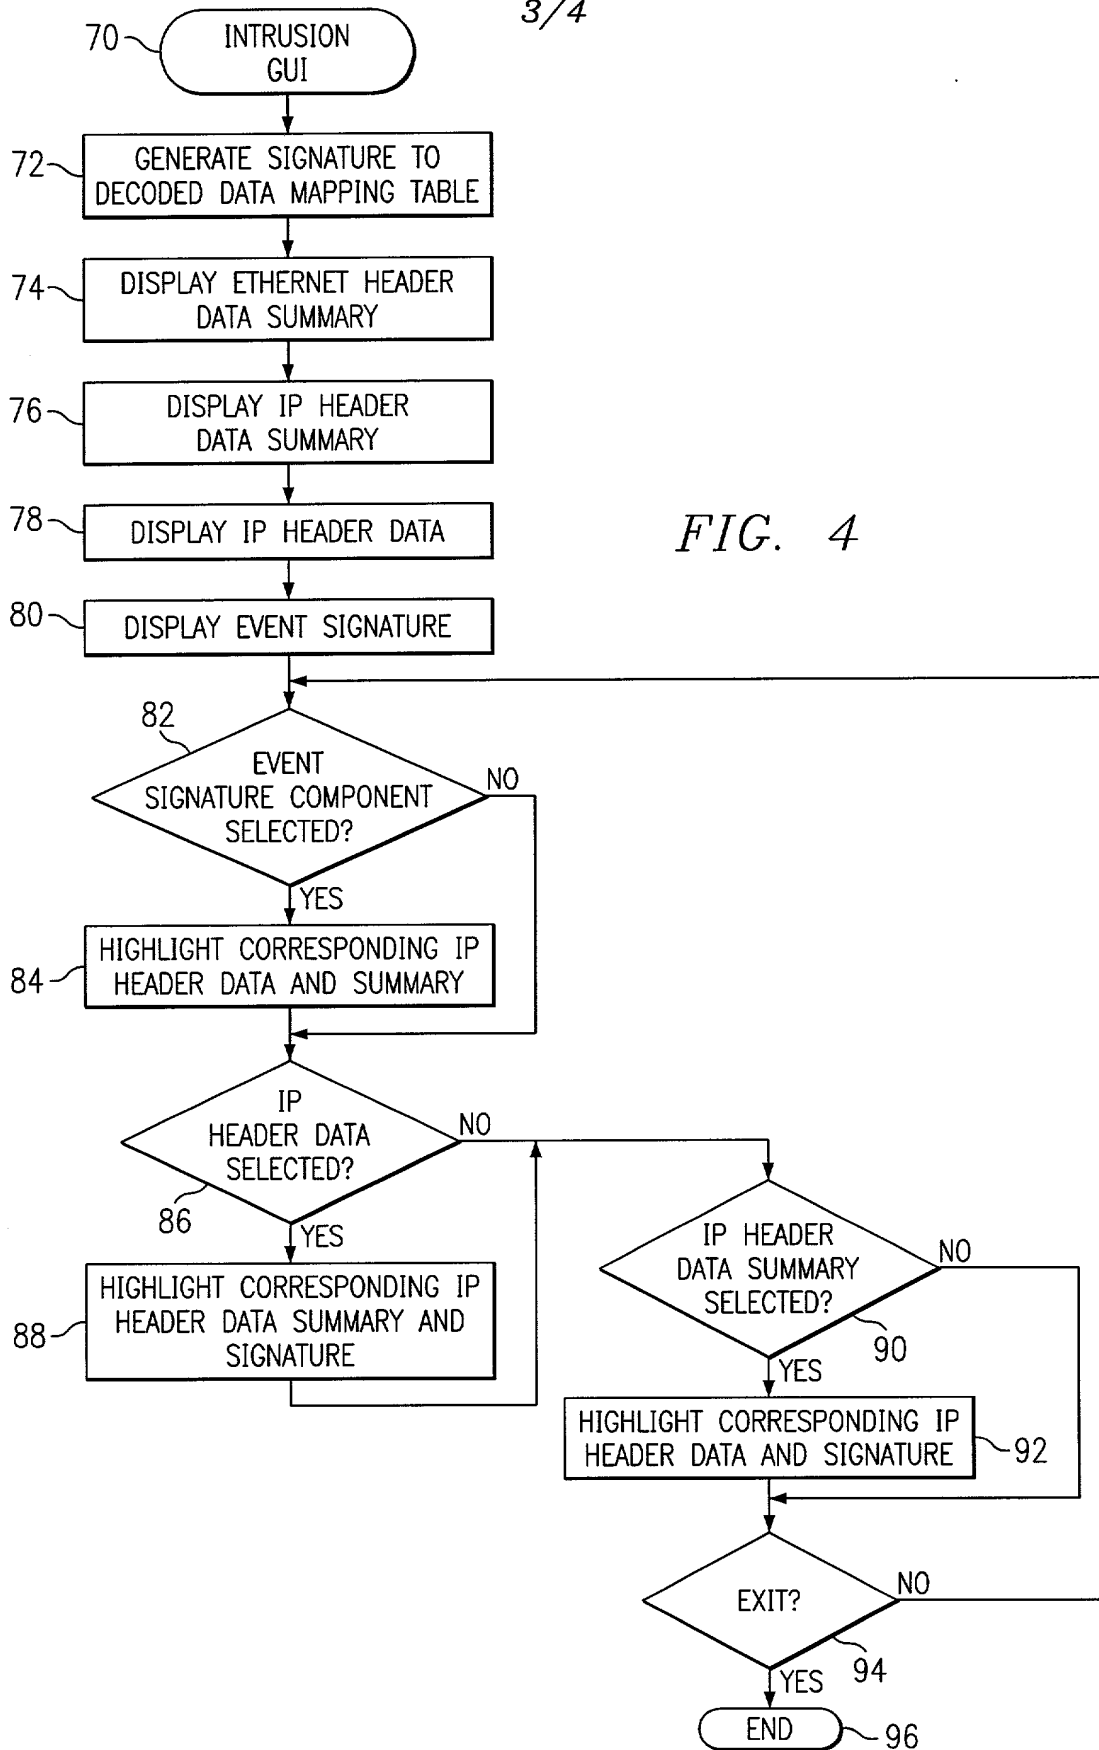 3/4
70
INTRUSION
GUI
72
GENERATE SIGNATURE TO
DECODED DATA MAPPING TABLE
74
DISPLAY ETHERNET HEADER
DATA SUMMARY
76
DISPLAY IP HEADER
DATA SUMMARY
78
DISPLAY IP HEADER DATA
FIG. 4
80
DISPLAY EVENT SIGNATURE
82
EVENT
SIGNATURE COMPONENT
SELECTED?
NO
YES
84
HIGHLIGHT CORRESPONDING IP
HEADER DATA AND SUMMARY
IP
HEADER DATA
SELECTED?
NO
86
YES
88
HIGHLIGHT CORRESPONDING IP
HEADER DATA SUMMARY AND
SIGNATURE
IP HEADER
DATA SUMMARY
SELECTED?
NO
90
YES
HIGHLIGHT CORRESPONDING IP
HEADER DATA AND SIGNATURE
92
EXIT?
NO
94
YES
END
96